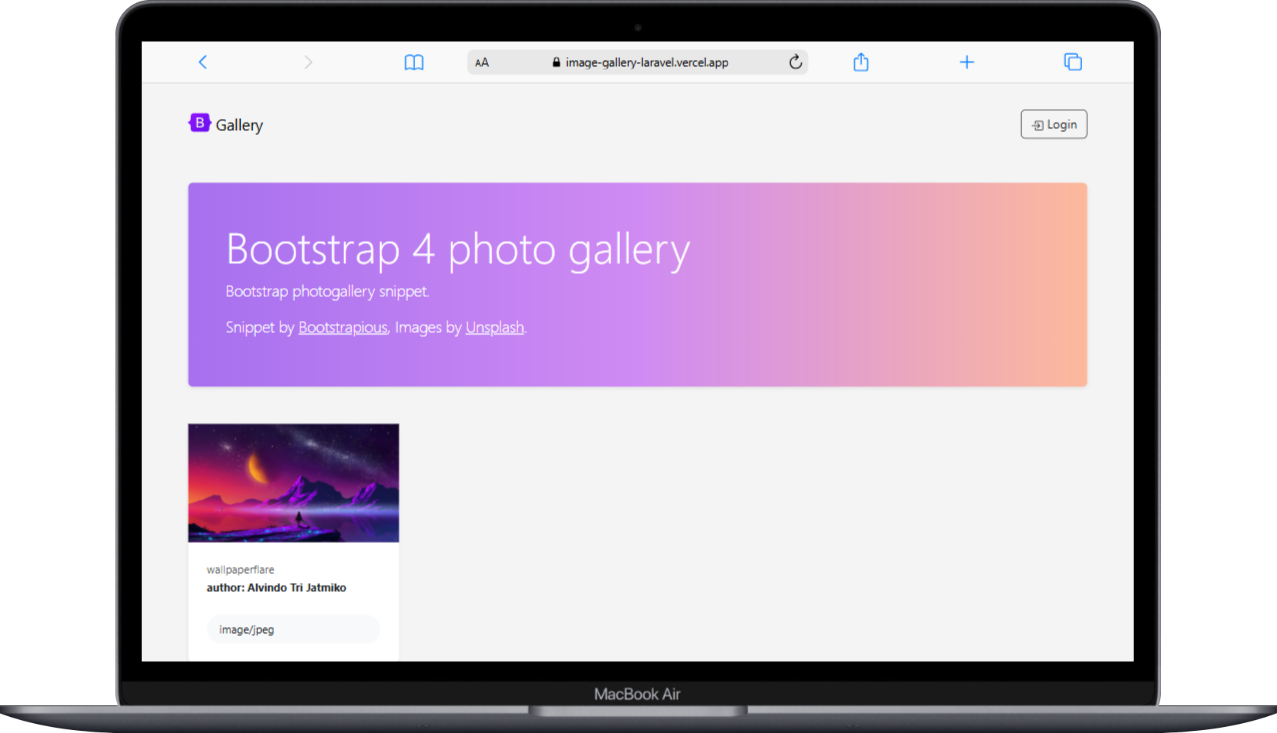 AA image-gallery-laravel.vercel.app
B Gallery
Login
Bootstrap 4 photo gallery
Bootstrap photogallery snippet.
Snippet by Bootstrapious, Images by Unsplash.
wallpaperflare
author: Alvindo Tri Jatmiko
image/jpeg
MacBook Air